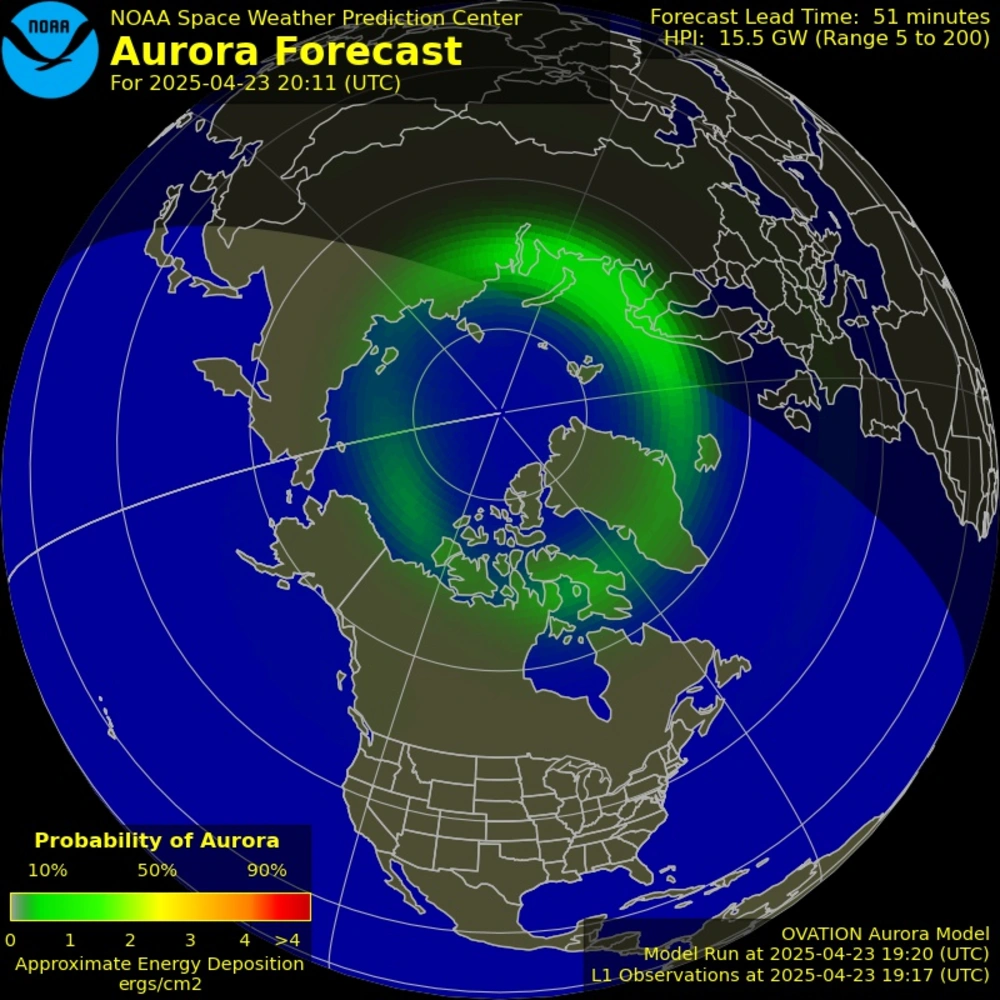 NOAA
NOAA Space Weather Prediction Center
Aurora Forecast
For 2025-04-23 20:11 (UTC)
Forecast Lead Time: 51 minutes
HPI: 15.5 GW (Range 5 to 200)
Probability of Aurora
10% 50% 90%
0 1 2 3 4 >4
Approximate Energy Deposition
ergs/cm2
OVATION Aurora Model
Model Run at 2025-04-23 19:20 (UTC)
L1 Observations at 2025-04-23 19:17 (UTC)